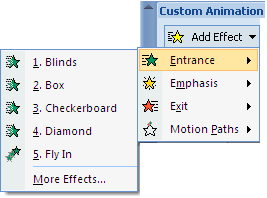 Custom Animation
Add Effect
Entrance
Emphasis
Exit
Motion Paths
1. Blinds
2. Box
3. Checkerboard
4. Diamond
5. Fly In
More Effects...